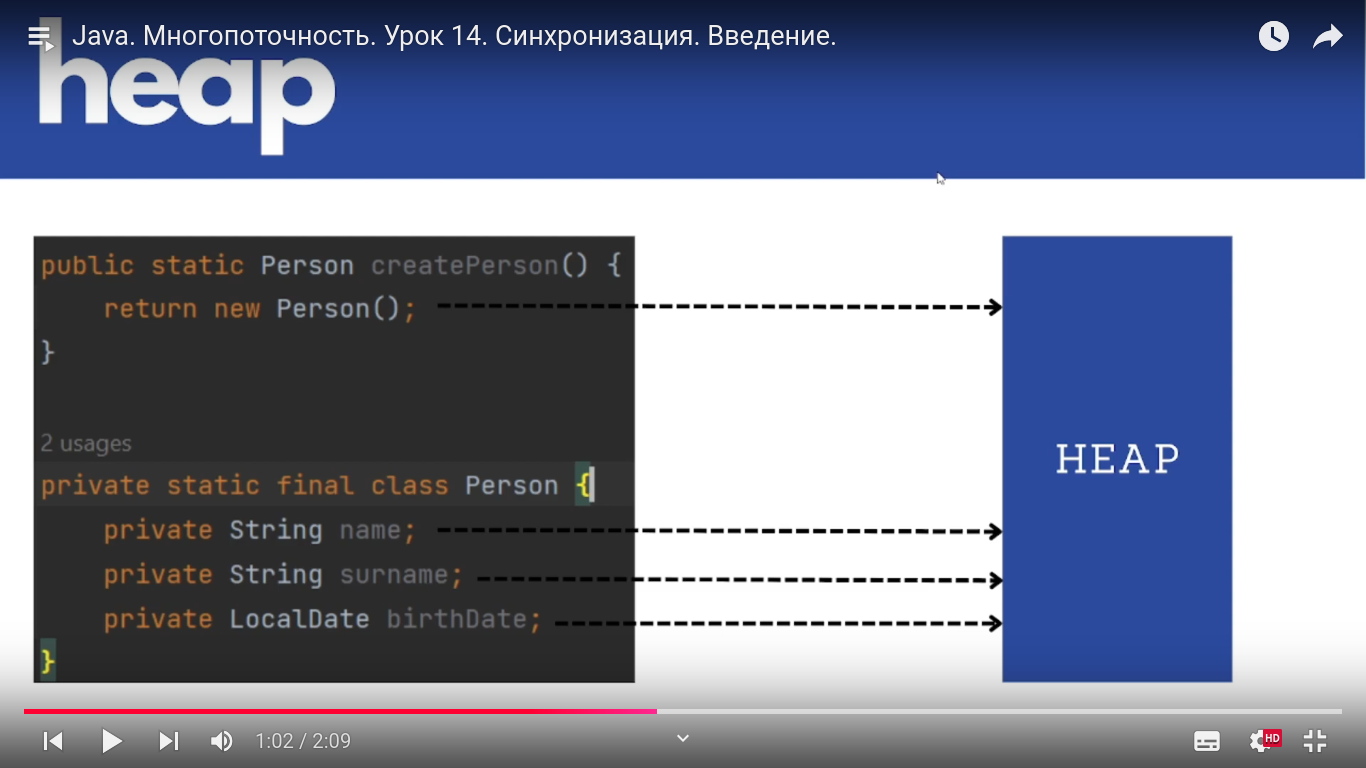 Java. Многопоточность. Урок 14. Синхронизация. Введение.
heap
public static Person createPerson() {
return new Person();
}
2 usages
private static final class Person {
private String name;
private String surname;
private LocalDate birthDate;
}
HEAP
1:02 / 2:09
HD